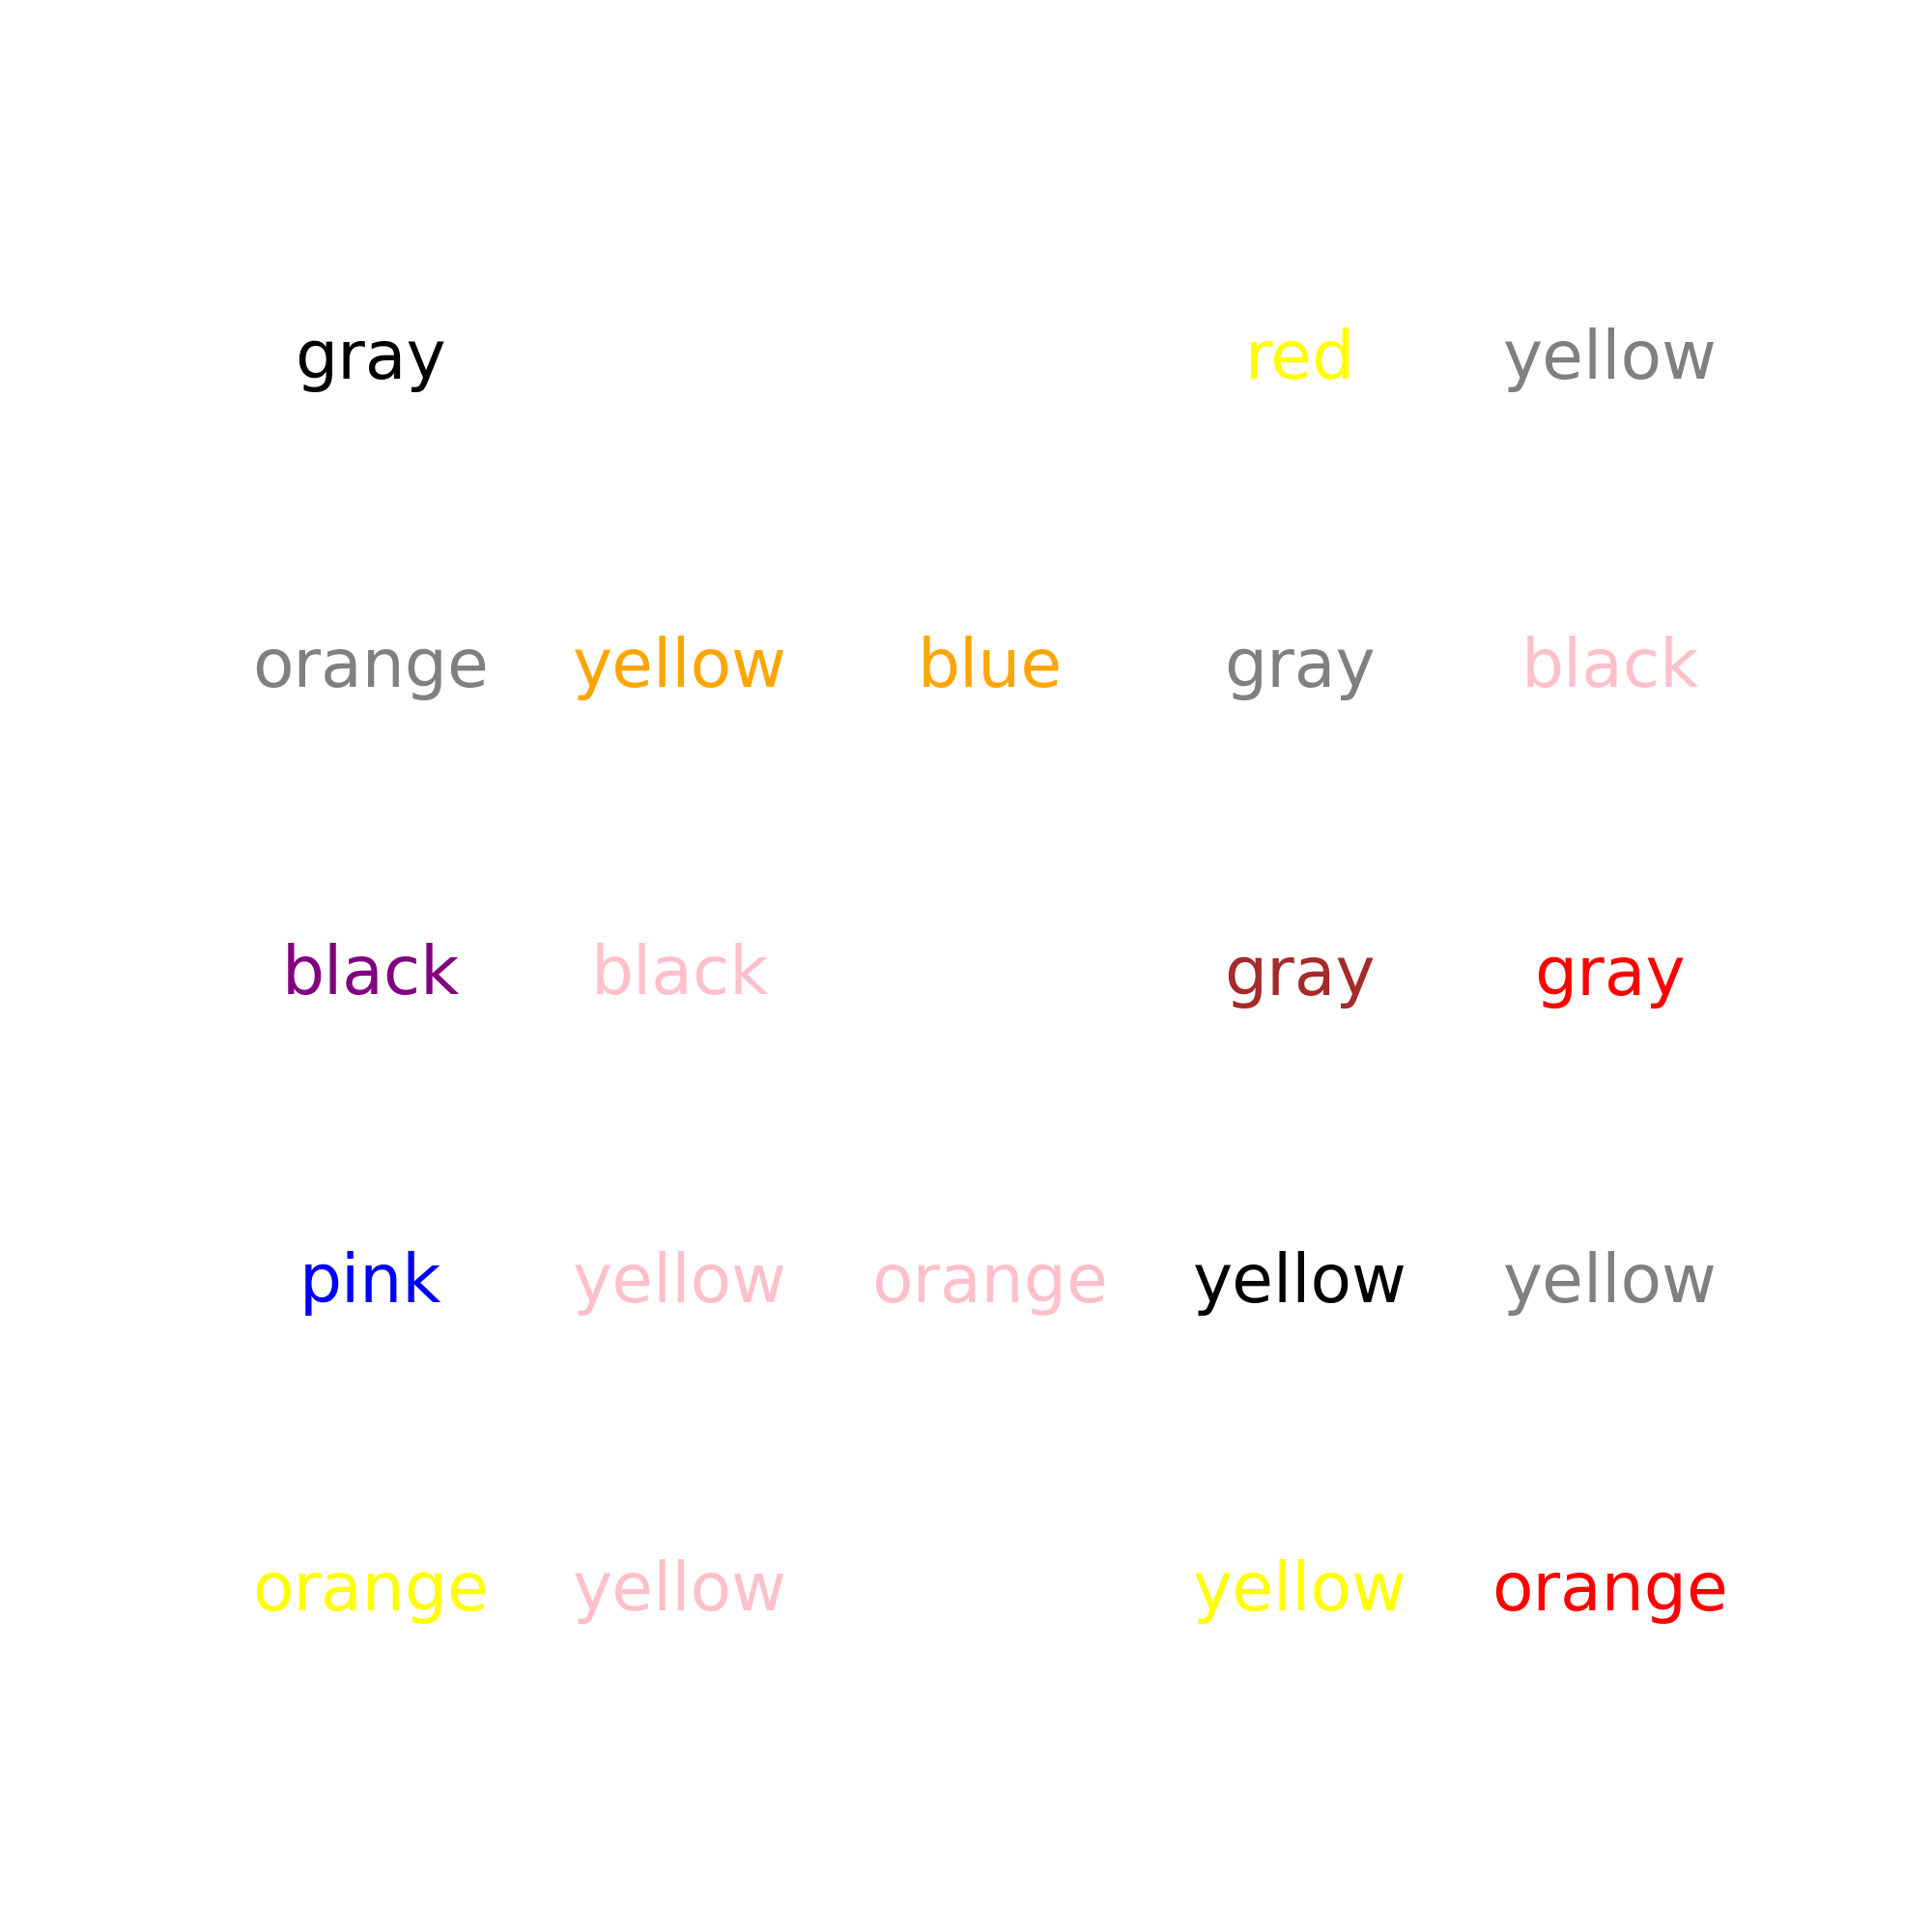 gray red yellow
orange yellow blue gray black
black black gray gray
pink yellow orange yellow yellow
orange yellow yellow orange